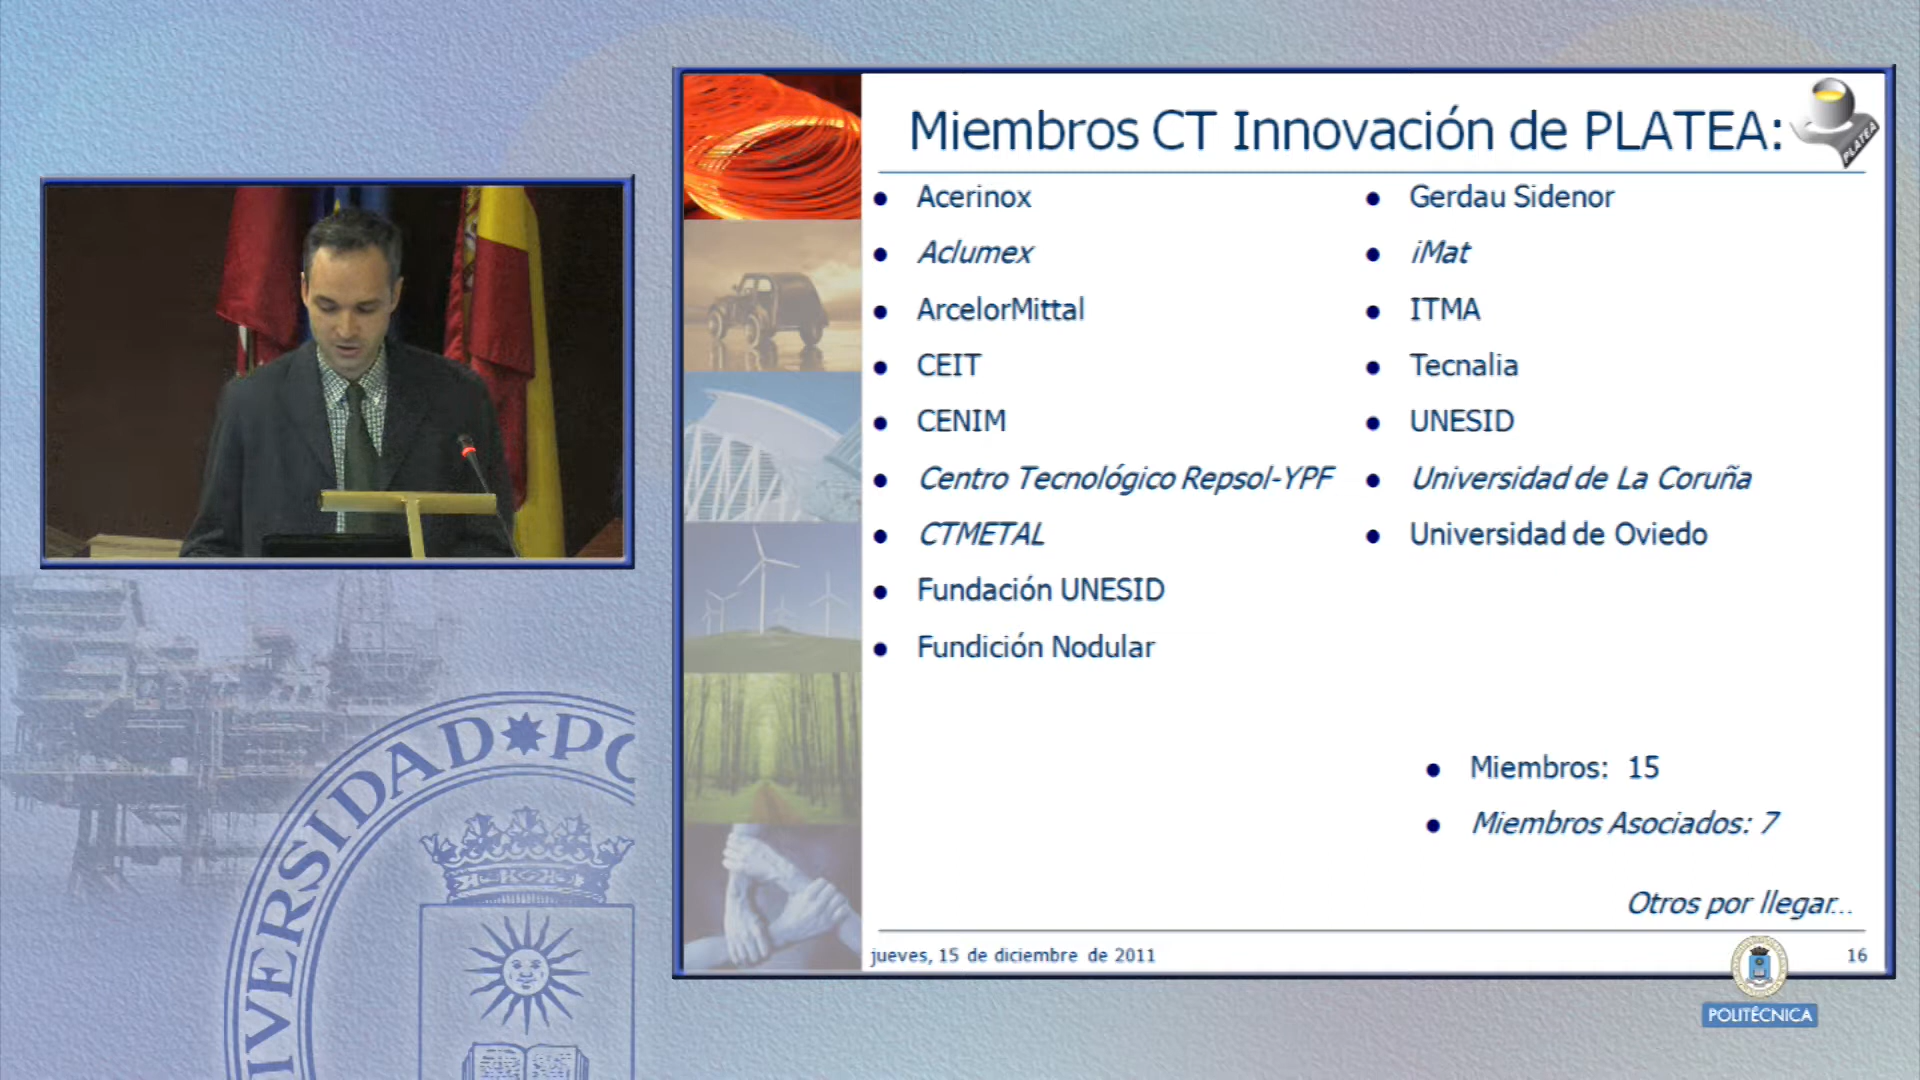 Miembros CT Innovación de PLATEA:
PLATEA
Acerinox
Aclumex
ArcelorMittal
CEIT
CENIM
Centro Tecnológico Repsol-YPF
CTMETAL
Fundación UNESID
Fundición Nodular
Gerdau Sidenor
iMat
ITMA
Tecnalia
UNESID
Universidad de La Coruña
Universidad de Oviedo
Miembros: 15
Miembros Asociados: 7
Otros por llegar...
jueves, 15 de diciembre de 2011
16
POLITÉCNICA